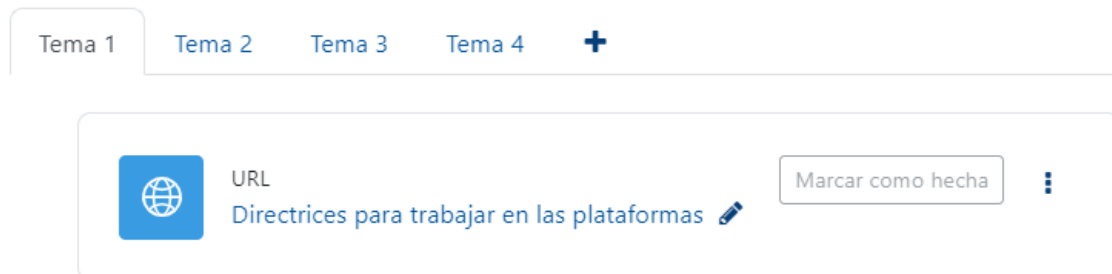 Tema 1 Tema 2 Tema 3 Tema 4
URL
Marcar como hecha
Directrices para trabajar en las plataformas